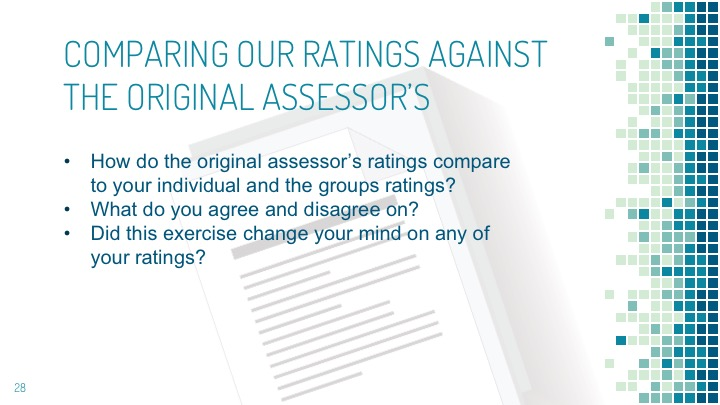 COMPARING OUR RATINGS AGAINST
THE ORIGINAL ASSESSOR'S
• How do the original assessor's ratings compare
to your individual and the groups ratings?
• What do you agree and disagree on?
• Did this exercise change your mind on any of
your ratings?
28